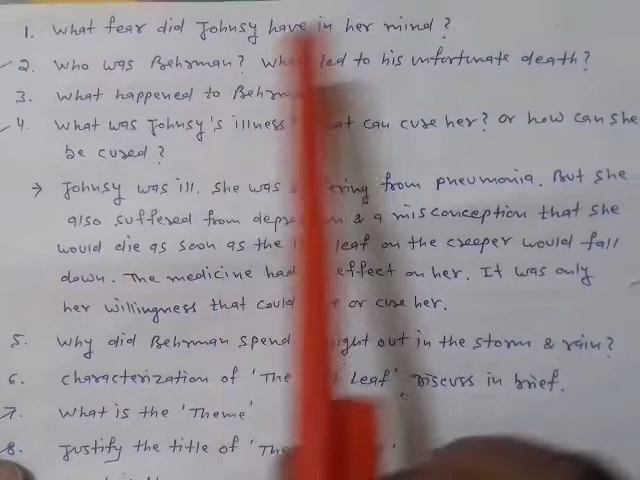 1. What fear did Johnsy have in her mind?
2. Who was Behrman? led to his unfortunate death?
3. What happened to
4. What was Johnsy's illness can cure her? or how can she
be cured?
→ Johnsy was ill. She was from pneumonia. But she
also suffered from & a misconception that she
would die as soon as the leaf on the creeper would fall
down. The medicine had effect on her. It was only
her willingness that could or cure her.
5. Why did Behrman spend out in the storm & rain?
6. Characterization of 'The Leaf'. Discuss in brief.
7. What is the 'Theme'
8. Justify the title of